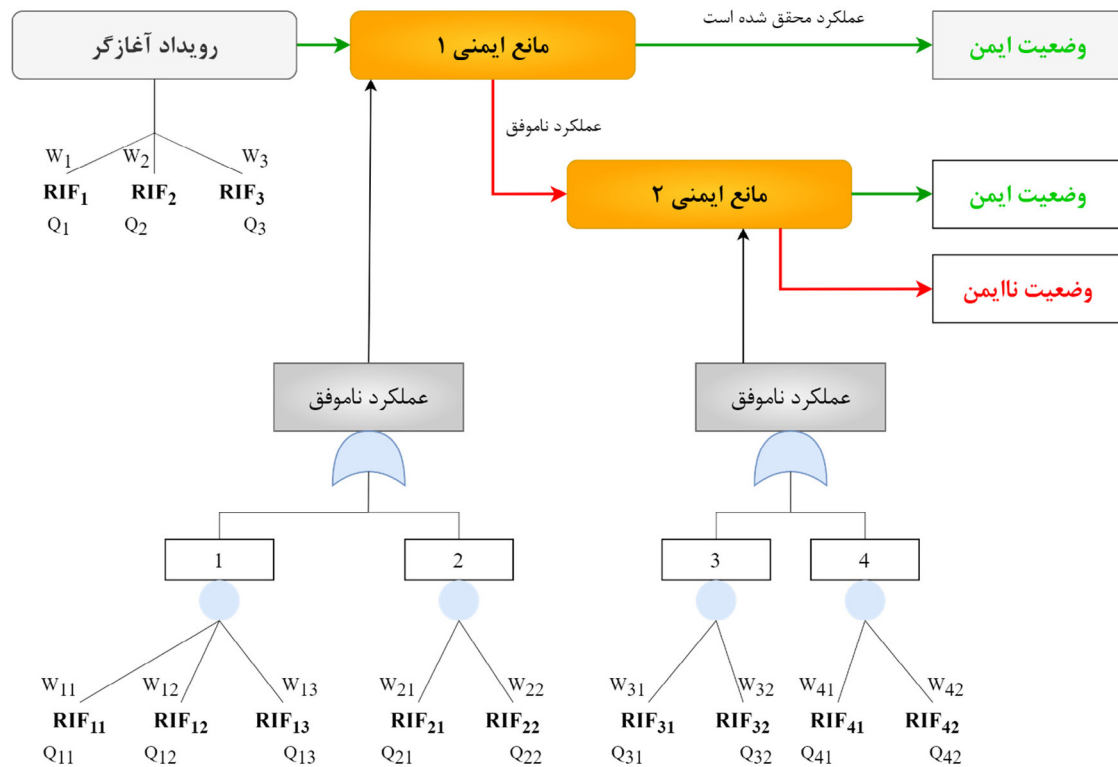 عملکرد محقق شده است
رویداد آغازگر
مانع ایمنی ۱
وضعیت ایمن
عملکرد ناموفق
W1 W2 W3
RIF1 RIF2 RIF3
Q1 Q2 Q3
مانع ایمنی ۲
وضعیت ایمن
وضعیت ناایمن
عملکرد ناموفق
عملکرد ناموفق
1 2 3 4
W11 W12 W13 W21 W22 W31 W32 W41 W42
RIF11 RIF12 RIF13 RIF21 RIF22 RIF31 RIF32 RIF41 RIF42
Q11 Q12 Q13 Q21 Q22 Q31 Q32 Q41 Q42